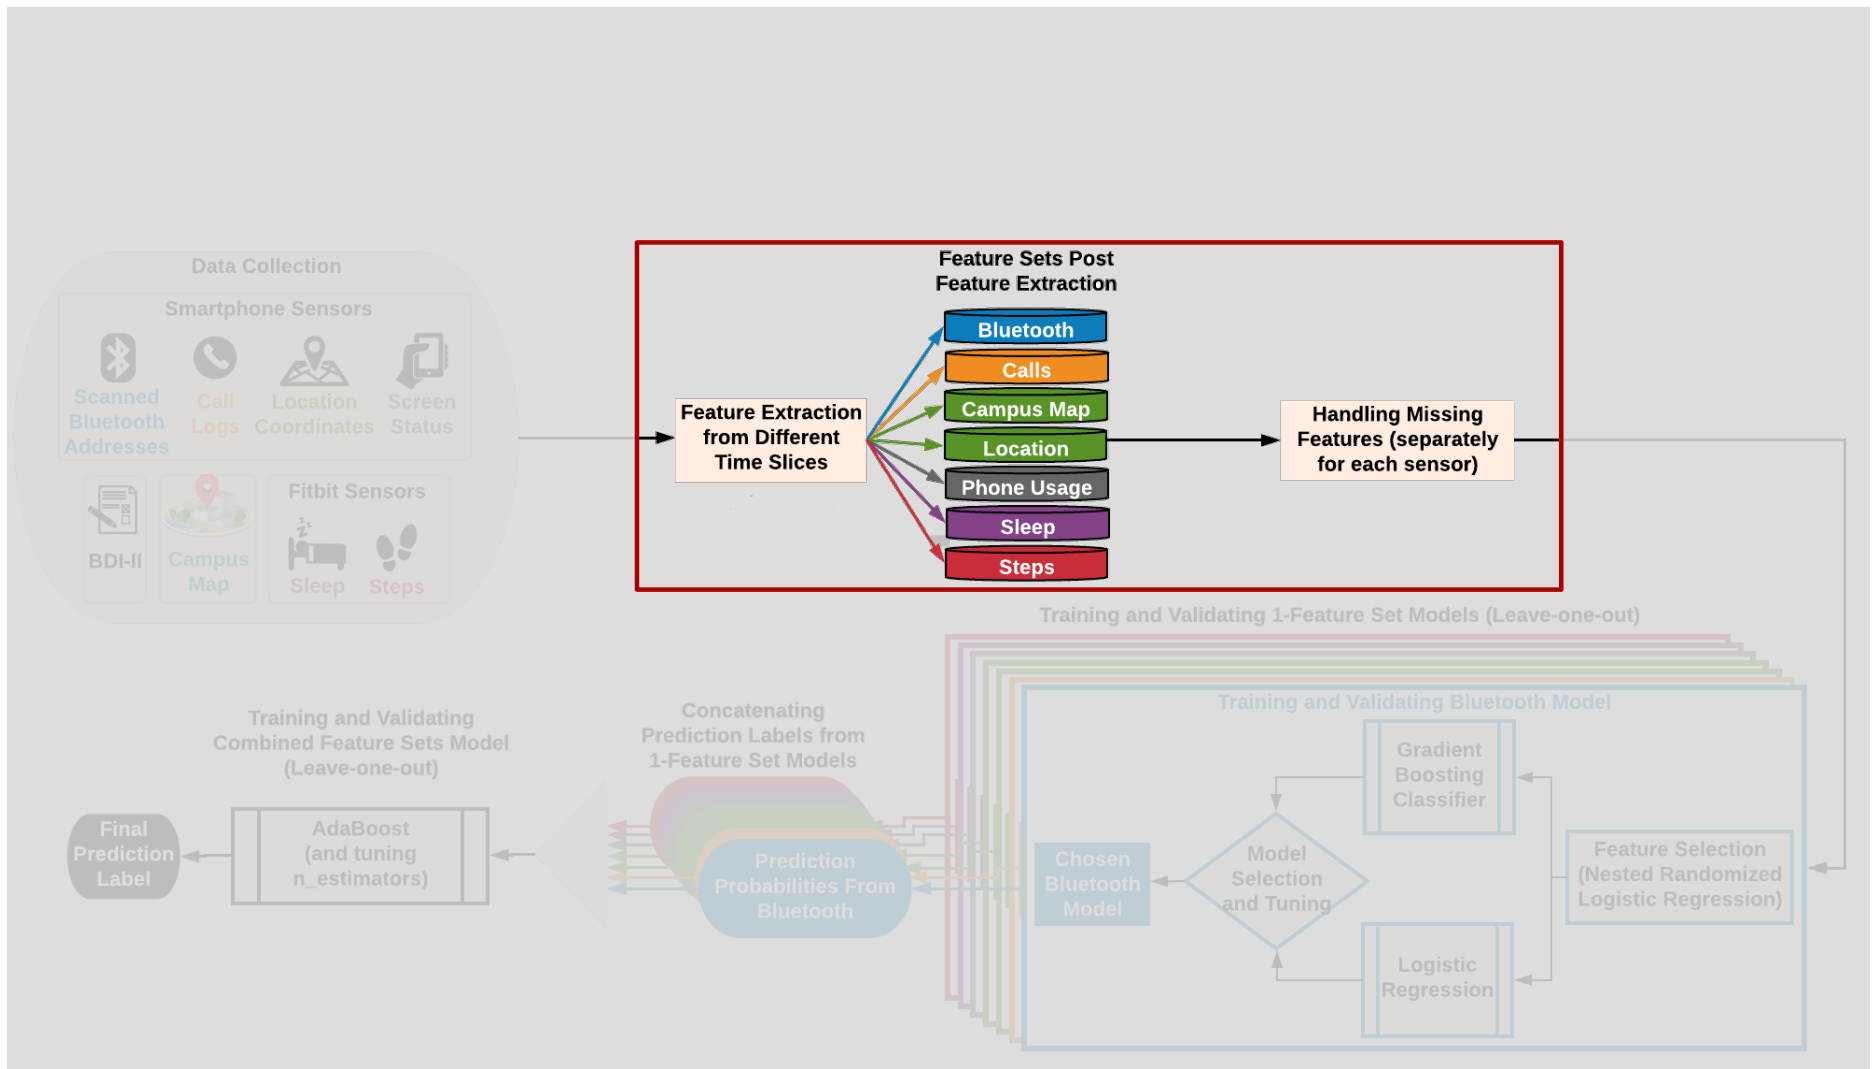 Data Collection
Smartphone Sensors
Scanned
Bluetooth
Addresses
Call
Logs
Location
Coordinates
Screen
Status
BDI-II
Campus
Map
Fitbit Sensors
Sleep
Steps
Feature Extraction
from Different
Time Slices
Feature Sets Post
Feature Extraction
Bluetooth
Calls
Campus Map
Location
Phone Usage
Sleep
Steps
Handling Missing
Features (separately
for each sensor)
Training and Validating 1-Feature Set Models (Leave-one-out)
Training and Validating Bluetooth Model
Feature Selection
(Nested Randomized
Logistic Regression)
Gradient
Boosting
Classifier
Logistic
Regression
Model
Selection
and Tuning
Chosen
Bluetooth
Model
Concatenating
Prediction Labels from
1-Feature Set Models
Prediction
Probabilities From
Bluetooth
Training and Validating
Combined Feature Sets Model
(Leave-one-out)
AdaBoost
(and tuning
n_estimators)
Final
Prediction
Label